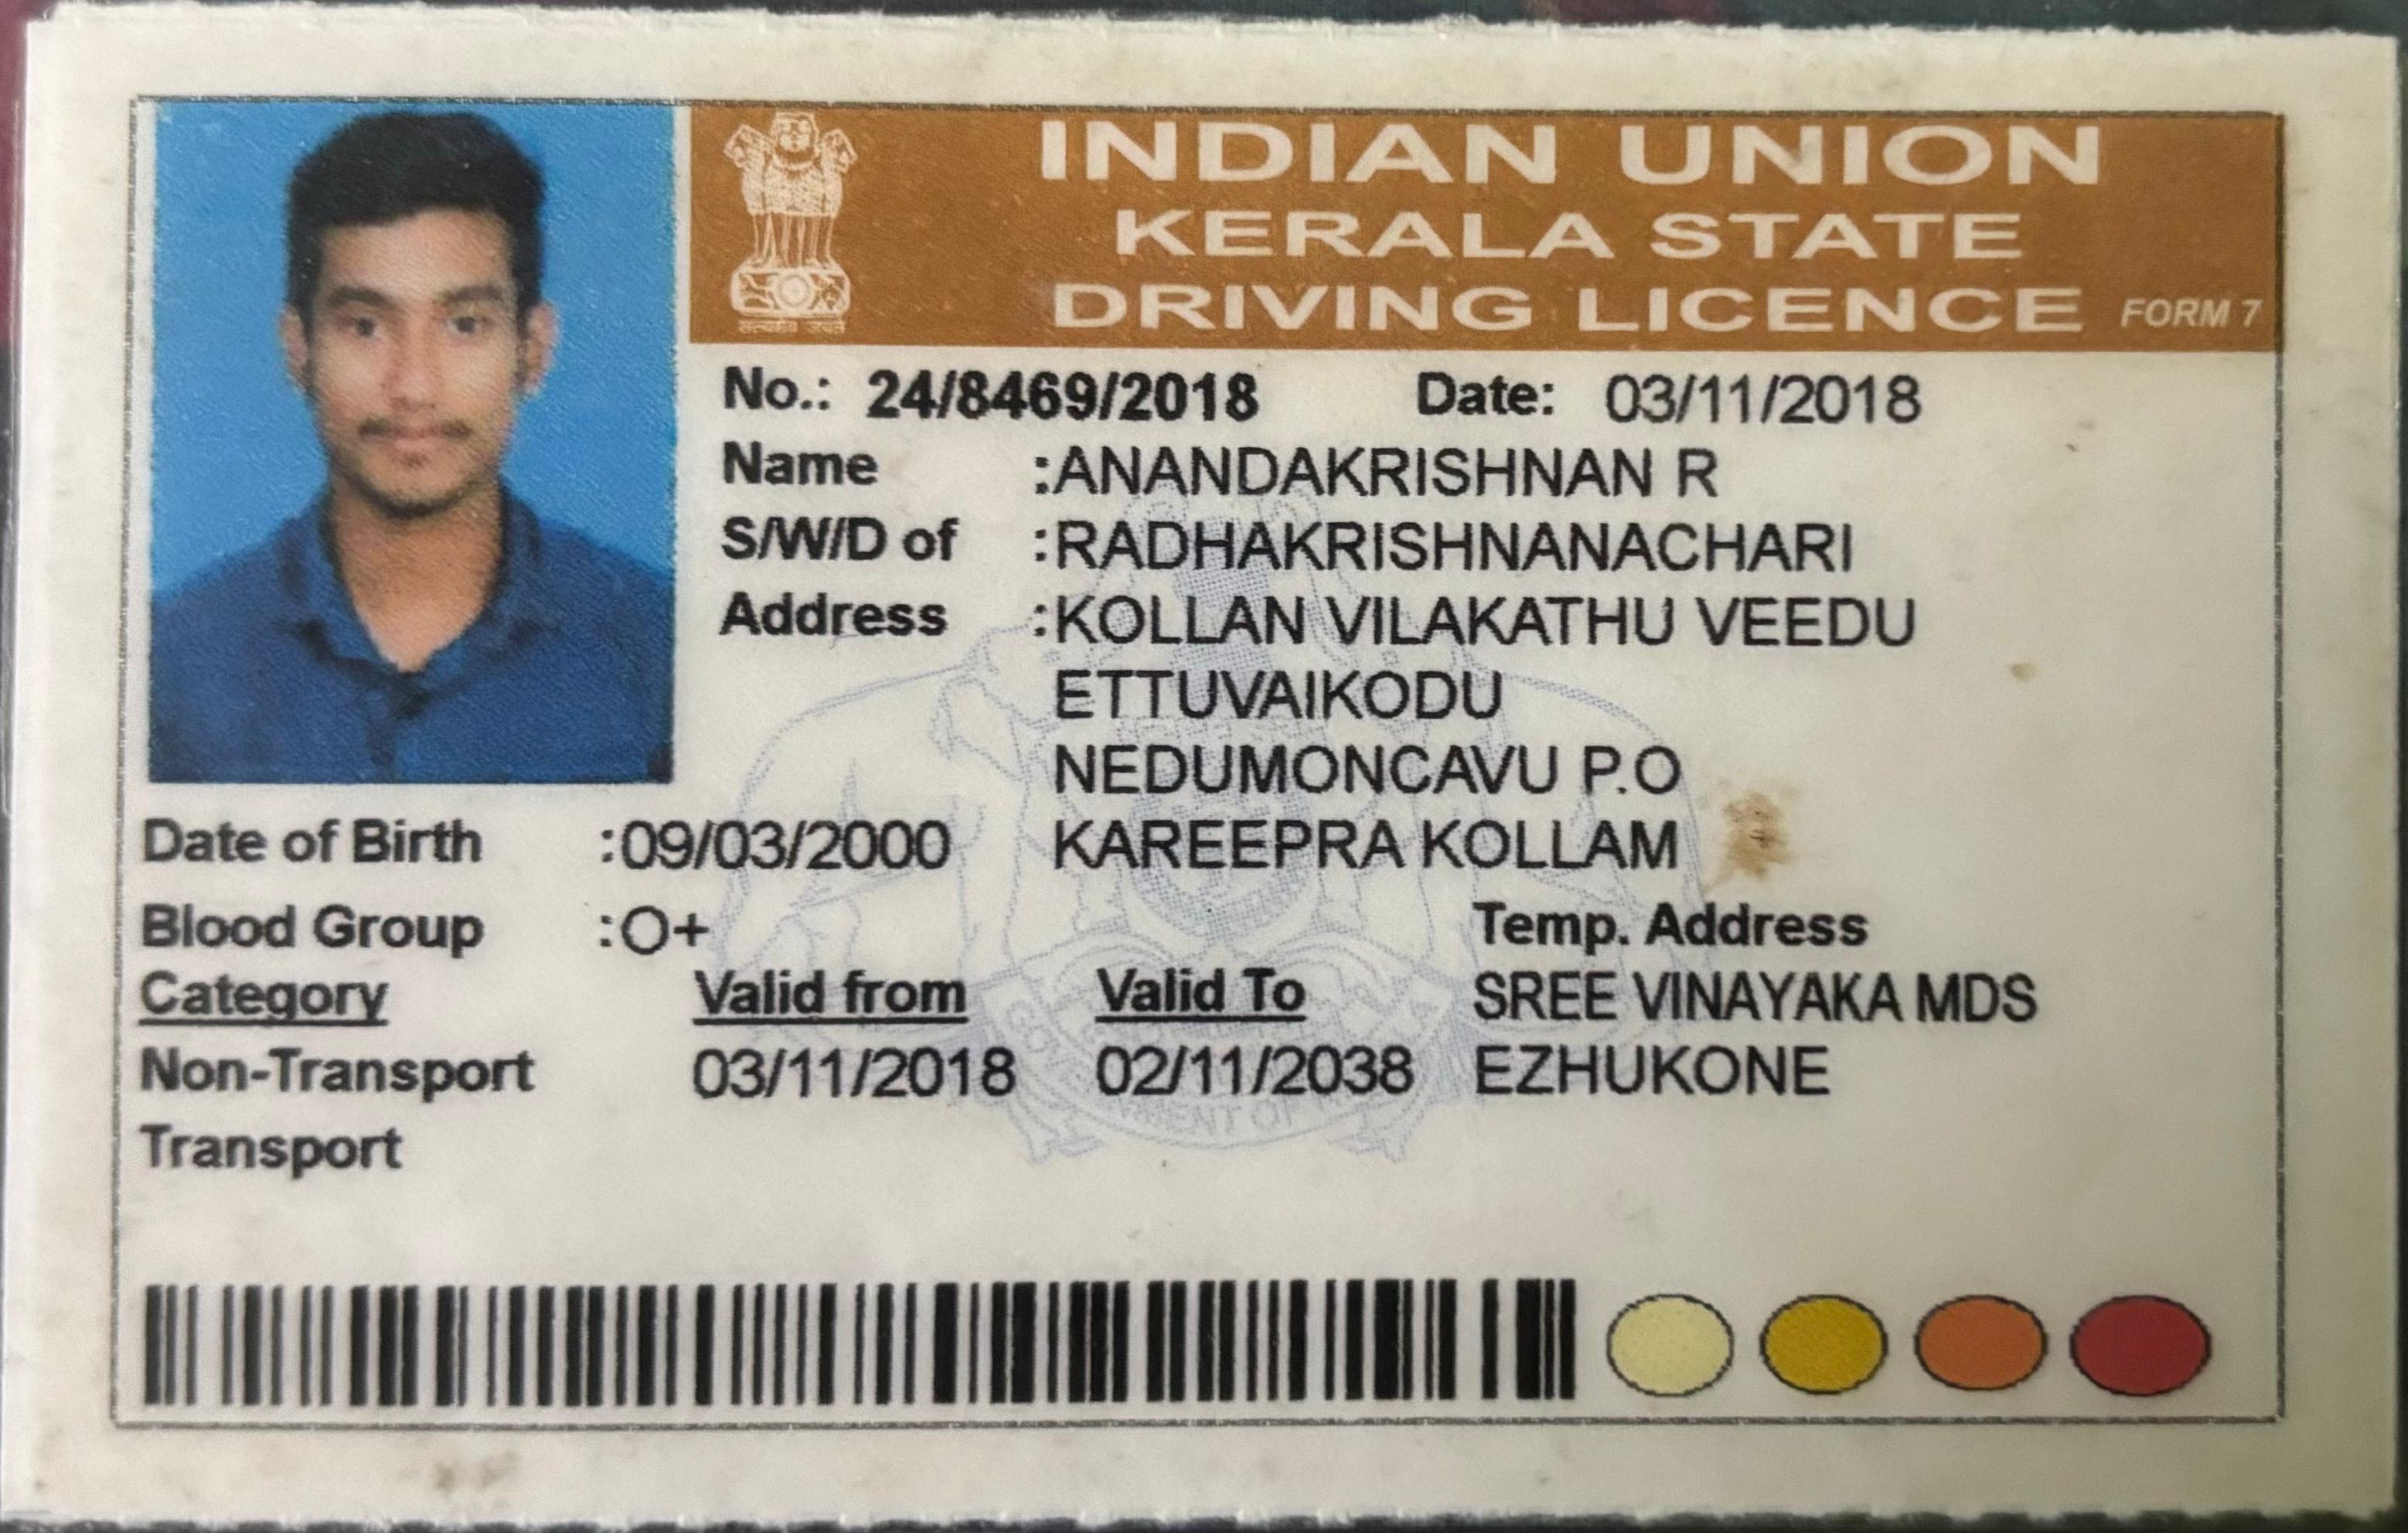 INDIAN UNION
KERALA STATE
DRIVING LICENCE FORM 7
सत्यमेव जयते
No.: 24/8469/2018 Date: 03/11/2018
Name :ANANDAKRISHNAN R
S/W/D of :RADHAKRISHNANACHARI
Address :KOLLAN VILAKATHU VEEDU
ETTUVAIKODU
NEDUMONCAVU P.O
Date of Birth :09/03/2000 KAREEPRA KOLLAM
Blood Group :O+ Temp. Address
Category Valid from Valid To SREE VINAYAKA MDS
Non-Transport 03/11/2018 02/11/2038 EZHUKONE
Transport